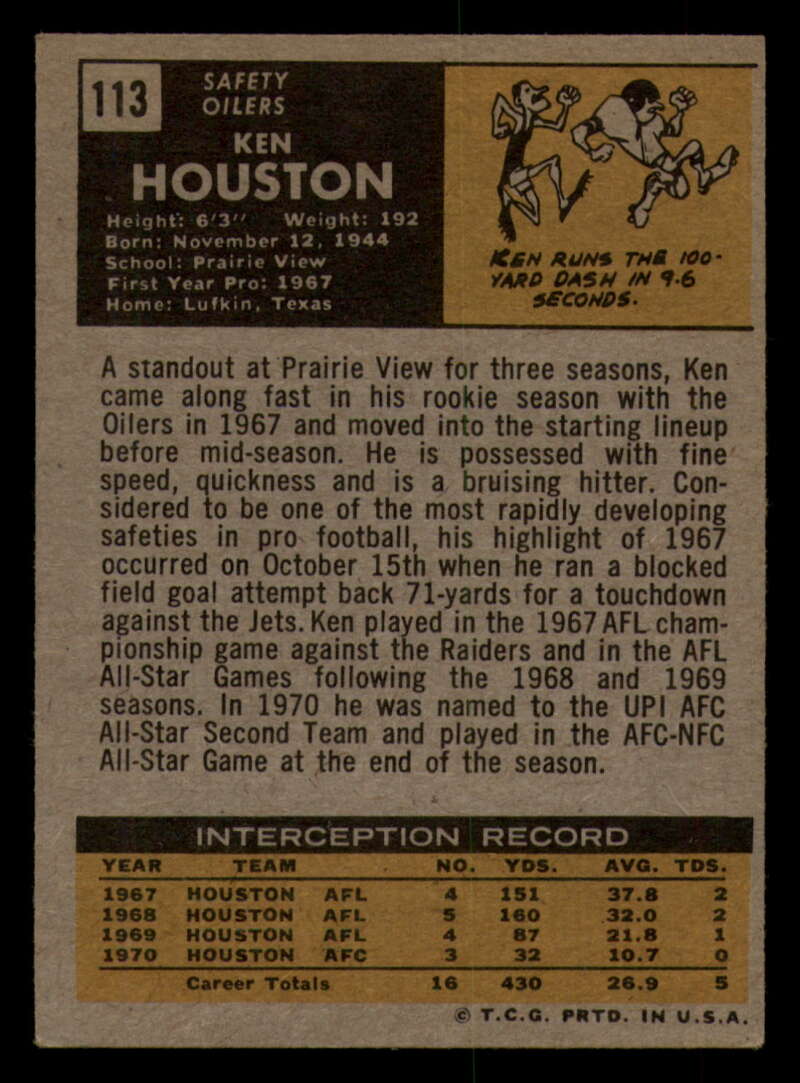 113
SAFETY
OILERS
KEN
HOUSTON
Height: 6'3" Weight: 192
Born: November 12, 1944
School: Prairie View
First Year Pro: 1967
Home: Lufkin, Texas
KEN RUNS THE 100-
YARD DASH IN 9.6
SECONDS.
A standout at Prairie View for three seasons, Ken
came along fast in his rookie season with the
Oilers in 1967 and moved into the starting lineup
before mid-season. He is possessed with fine
speed, quickness and is a bruising hitter. Con-
sidered to be one of the most rapidly developing
safeties in pro football, his highlight of 1967
occurred on October 15th when he ran a blocked
field goal attempt back 71-yards for a touchdown
against the Jets. Ken played in the 1967 AFL cham-
pionship game against the Raiders and in the AFL
All-Star Games following the 1968 and 1969
seasons. In 1970 he was named to the UPI AFC
All-Star Second Team and played in the AFC-NFC
All-Star Game at the end of the season.
INTERCEPTION RECORD
YEAR TEAM NO. YDS. AVG. TDS.
1967 HOUSTON AFL 4 151 37.8 2
1968 HOUSTON AFL 5 160 32.0 2
1969 HOUSTON AFL 4 87 21.8 1
1970 HOUSTON AFC 3 32 10.7 0
Career Totals 16 430 26.9 5
© T.C.G. PRTD. IN U.S.A.